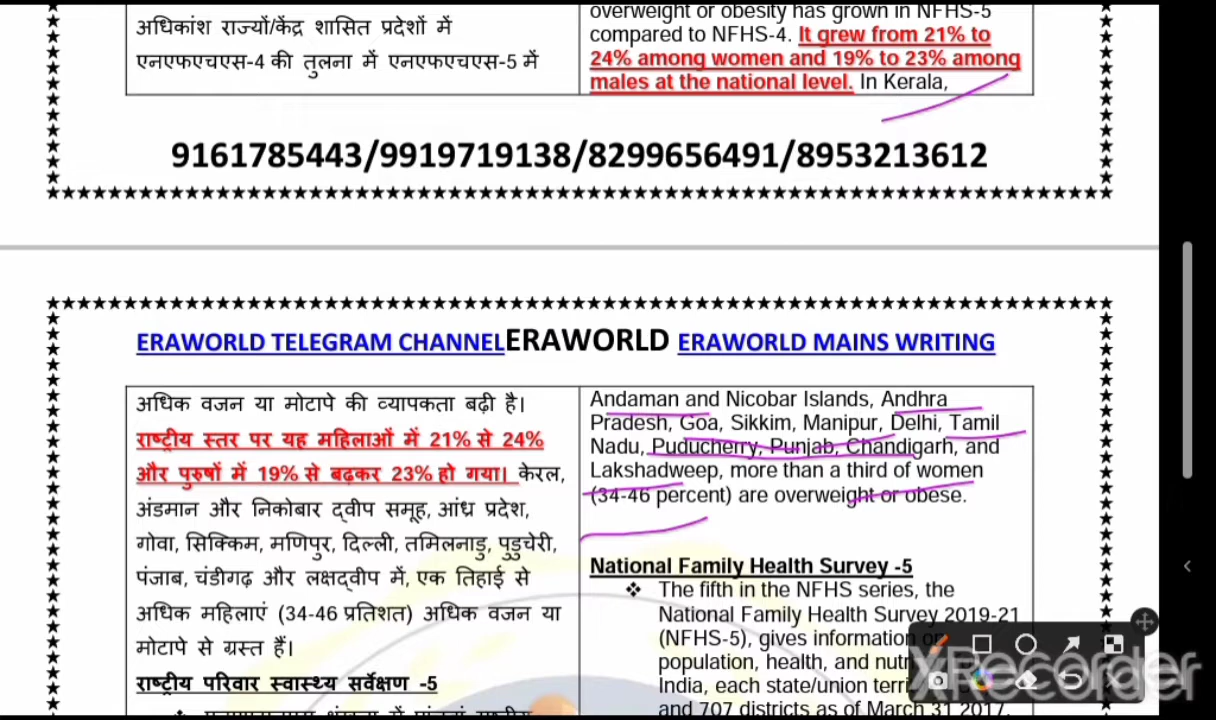 अधिकांश राज्यों/केंद्र शासित प्रदेशों में
एनएफएचएस-4 की तुलना में एनएफएचएस-5 में
overweight or obesity has grown in NFHS-5
compared to NFHS-4. It grew from 21% to
24% among women and 19% to 23% among
males at the national level. In Kerala,
9161785443/9919719138/8299656491/8953213612
ERAWORLD TELEGRAM CHANNELERAWORLD ERAWORLD MAINS WRITING
अधिक वजन या मोटापे की व्यापकता बढ़ी है।
राष्ट्रीय स्तर पर यह महिलाओं में 21% से 24%
और पुरुषों में 19% से बढ़कर 23% हो गया। केरल,
अंडमान और निकोबार द्वीप समूह, आंध्र प्रदेश,
गोवा, सिक्किम, मणिपुर, दिल्ली, तमिलनाडु, पुडुचेरी,
पंजाब, चंडीगढ़ और लक्षद्वीप में, एक तिहाई से
अधिक महिलाएं (34-46 प्रतिशत) अधिक वजन या
मोटापे से ग्रस्त हैं।
राष्ट्रीय परिवार स्वास्थ्य सर्वेक्षण -5
Andaman and Nicobar Islands, Andhra
Pradesh, Goa, Sikkim, Manipur, Delhi, Tamil
Nadu, Puducherry, Punjab, Chandigarh, and
Lakshadweep, more than a third of women
(34-46 percent) are overweight or obese.
National Family Health Survey -5
❖ The fifth in the NFHS series, the
National Family Health Survey 2019-21
(NFHS-5), gives information
population, health, and
India, each state/union
and 707 districts as of March 31 2017.
XRecorder